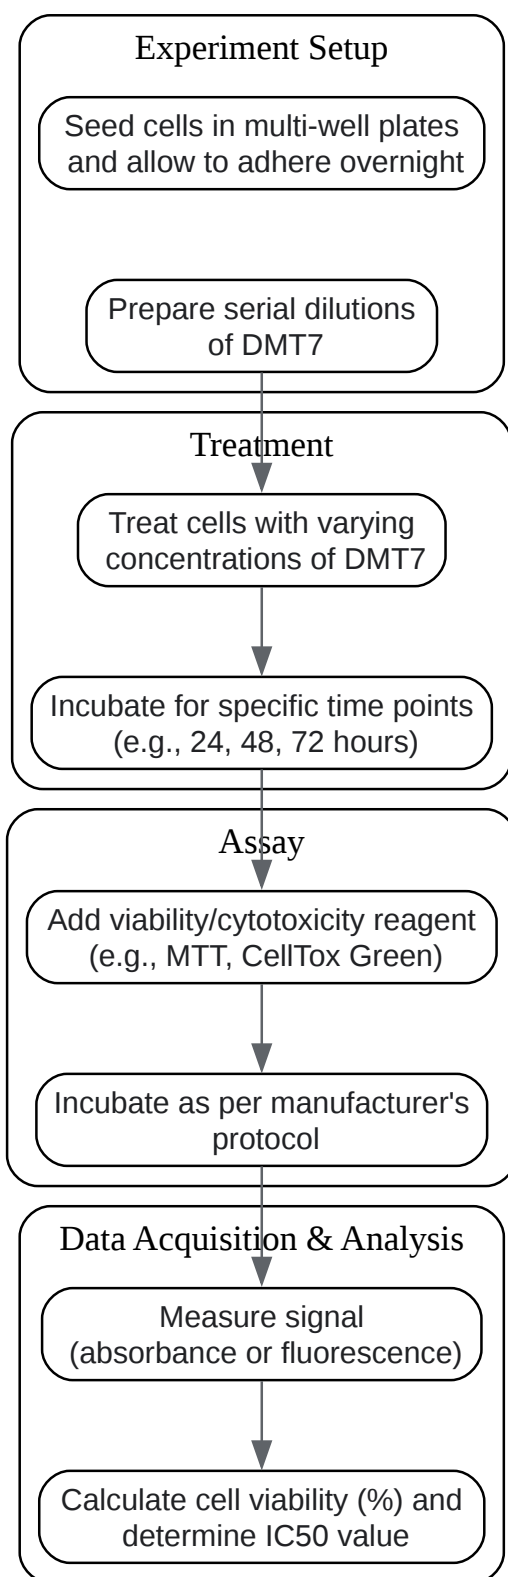 Experiment Setup
Seed cells in multi-well plates
and allow to adhere overnight
Prepare serial dilutions
of DMT7
Treatment
Treat cells with varying
concentrations of DMT7
Incubate for specific time points
(e.g., 24, 48, 72 hours)
Assay
Add viability/cytotoxicity reagent
(e.g., MTT, CellTox Green)
Incubate as per manufacturer's
protocol
Data Acquisition & Analysis
Measure signal
(absorbance or fluorescence)
Calculate cell viability (%) and
determine IC50 value